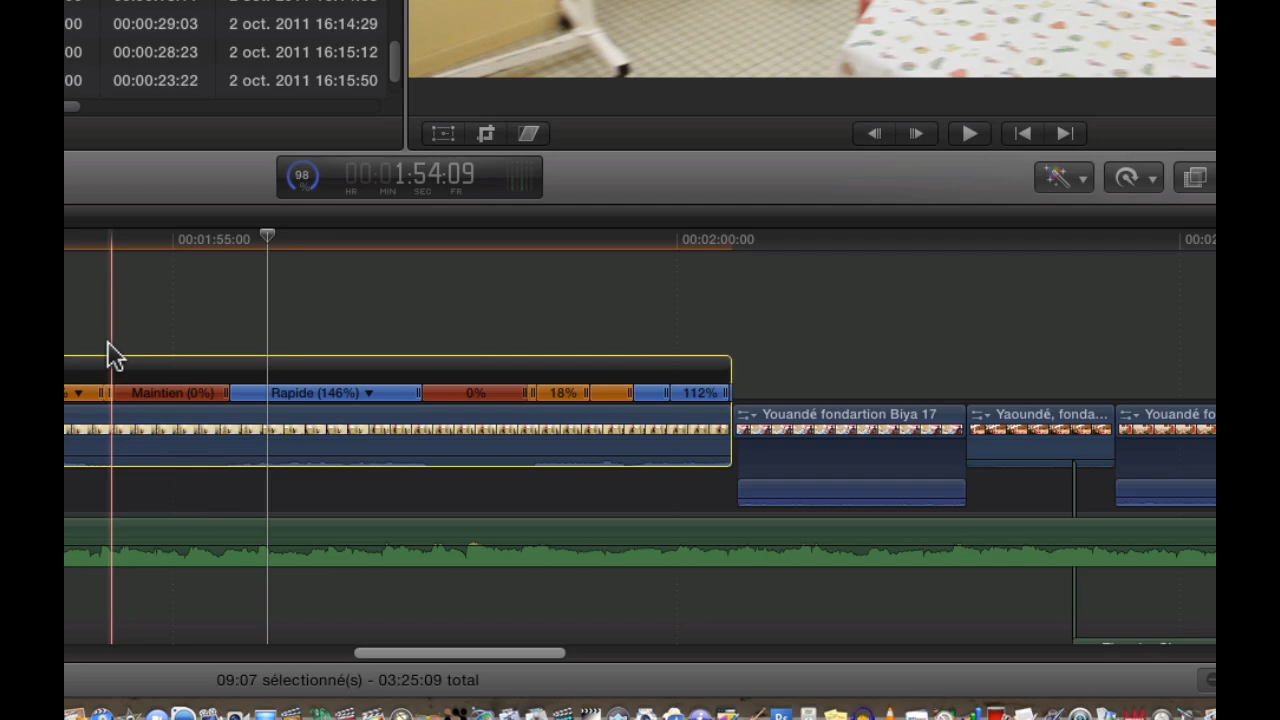 00 00:00:29:03 2 oct. 2011 16:14:29
00 00:00:28:23 2 oct. 2011 16:15:12
00 00:00:23:22 2 oct. 2011 16:15:50
98 % 00:01:54:09
HR MIN SEC FR
00:01:55:00 00:02:00:00 00:02
% Maintien (0%) Rapide (146%) 0% 18% 112%
Youandé fondartion Biya 17 Yaoundé, fonda... Youandé fo
09:07 sélectionné(s) - 03:25:09 total